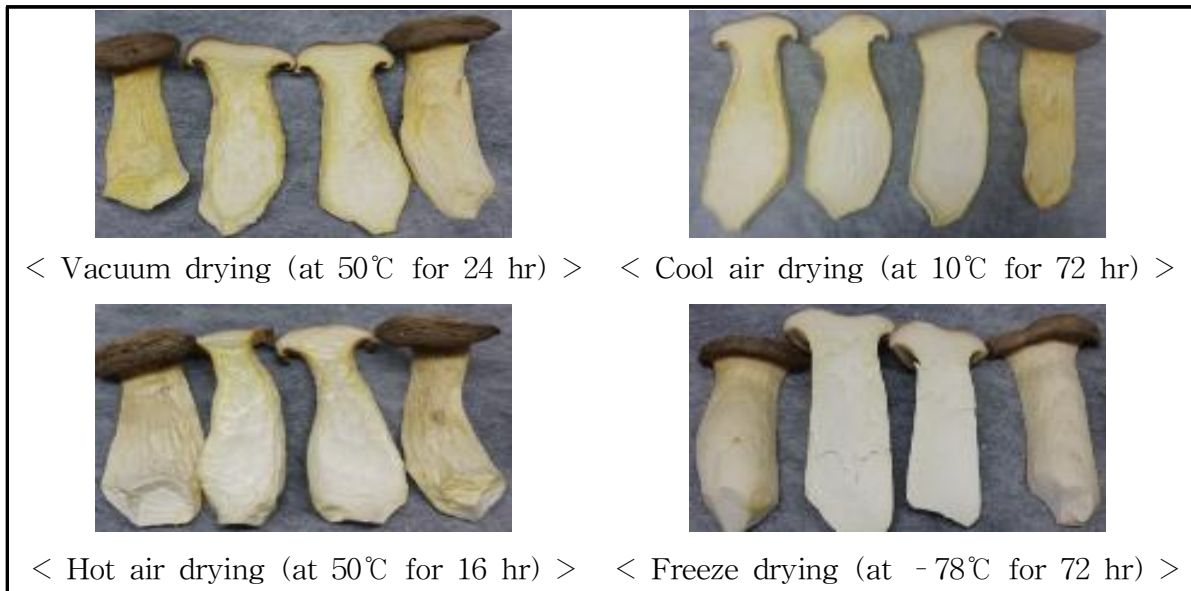 < Vacuum drying (at 50℃ for 24 hr) >
< Cool air drying (at 10℃ for 72 hr) >
< Hot air drying (at 50℃ for 16 hr) >
< Freeze drying (at -78℃ for 72 hr) >